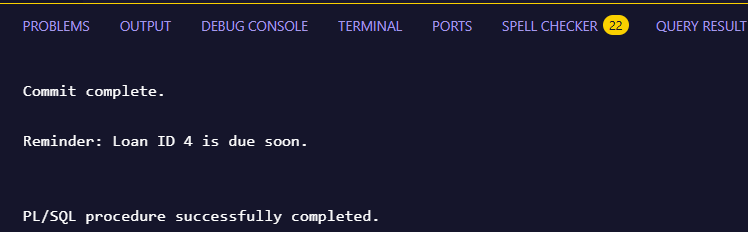 PROBLEMS OUTPUT DEBUG CONSOLE TERMINAL PORTS SPELL CHECKER 22 QUERY RESULT
Commit complete.
Reminder: Loan ID 4 is due soon.
PL/SQL procedure successfully completed.